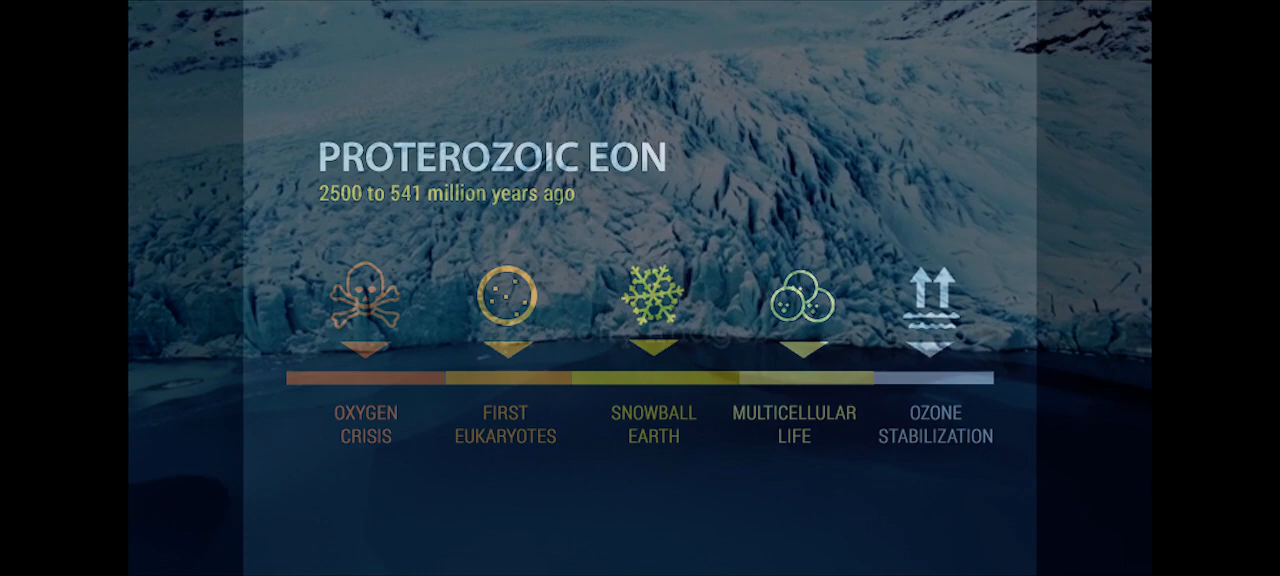 PROTEROZOIC EON
2500 to 541 million years ago
OXYGEN
CRISIS
FIRST
EUKARYOTES
SNOWBALL
EARTH
MULTICELLULAR
LIFE
OZONE
STABILIZATION